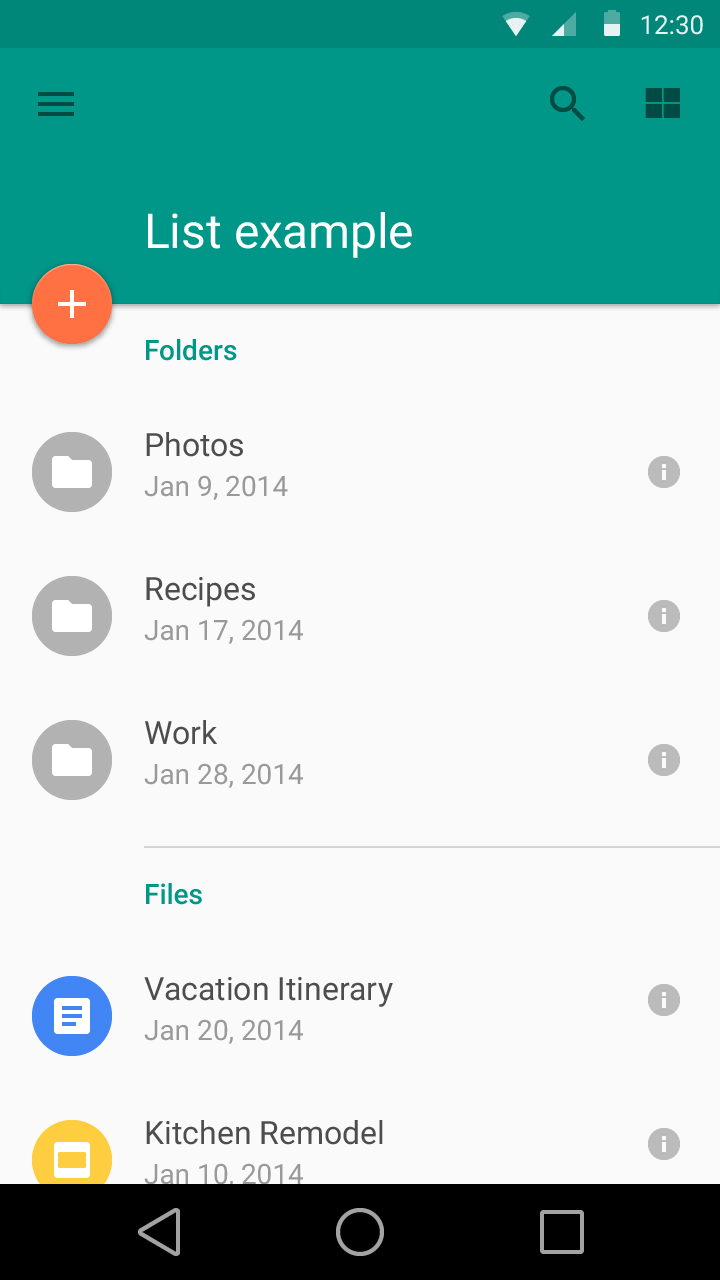 12:30
List example
Folders
Photos
Jan 9, 2014
Recipes
Jan 17, 2014
Work
Jan 28, 2014
Files
Vacation Itinerary
Jan 20, 2014
Kitchen Remodel
Jan 10, 2014